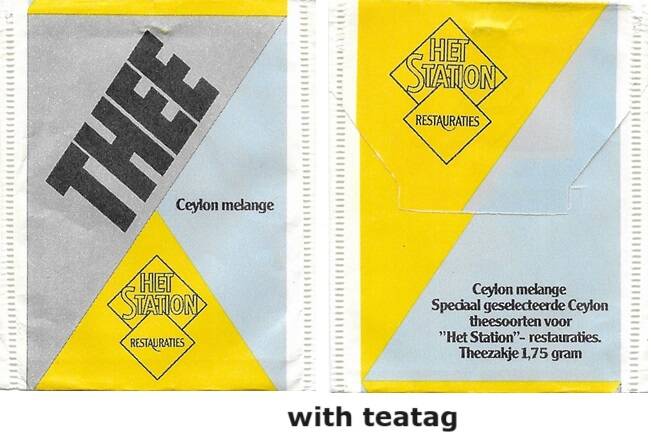 THEE
Ceylon melange
HET
STATION
RESTAURATIES
HET
STATION
RESTAURATIES
Ceylon melange
Speciaal geselecteerde Ceylon
theesoorten voor
"Het Station"- restauraties.
Theezakje 1,75 gram
with teatag